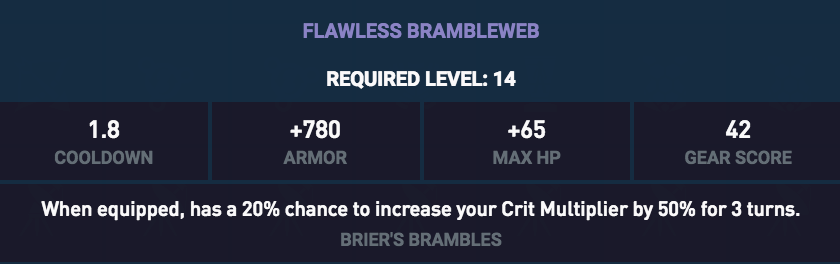 FLAWLESS BRAMBLEWEB
REQUIRED LEVEL: 14
1.8 +780 +65 42
COOLDOWN ARMOR MAX HP GEAR SCORE
When equipped, has a 20% chance to increase your Crit Multiplier by 50% for 3 turns.
BRIER'S BRAMBLES